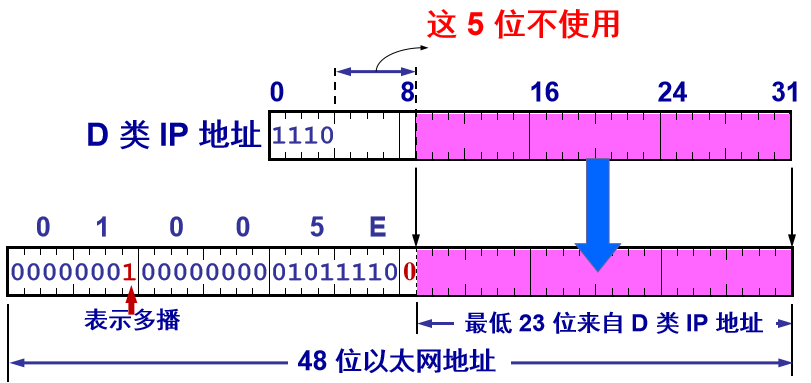 这 5 位不使用
0 8 16 24 31
D 类 IP 地址 1110
0 1 0 0 5 E
00000001 00000000 01011110 0
表示多播
最低 23 位来自 D 类 IP 地址
48 位以太网地址